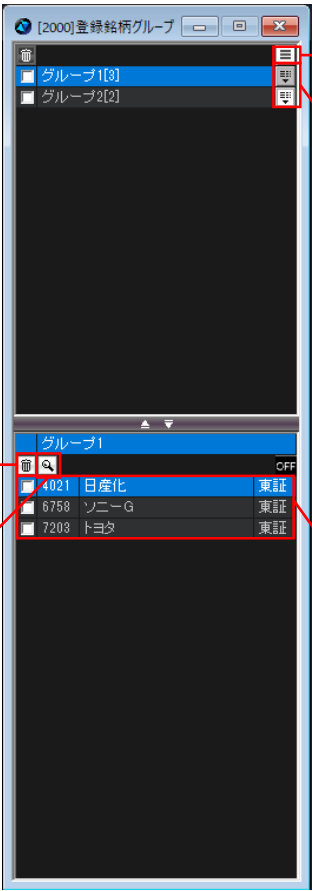 [2000]登録銘柄グループ
グループ1[3]
グループ2[2]
グループ1
OFF
4021 日産化 東証
6758 ソニーG 東証
7203 トヨタ 東証